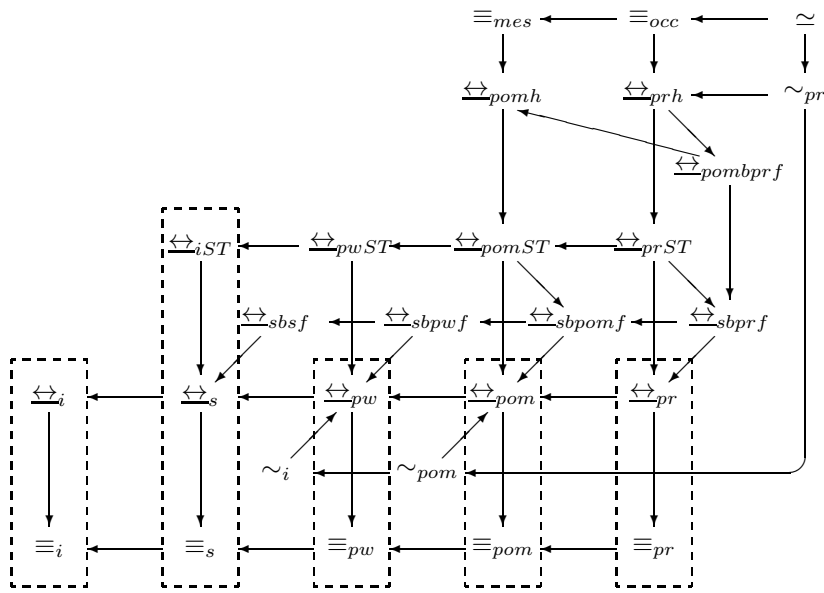 ≡mes ≡occ ≃
↔pomh ↔prh ∼pr
↔pombprf
↔iST ↔pwST ↔pomST ↔prST
↔sbsf ↔sbpwf ↔sbpomf ↔sbprf
↔i ↔s ↔pw ↔pom ↔pr
∼i ∼pom
≡i ≡s ≡pw ≡pom ≡pr